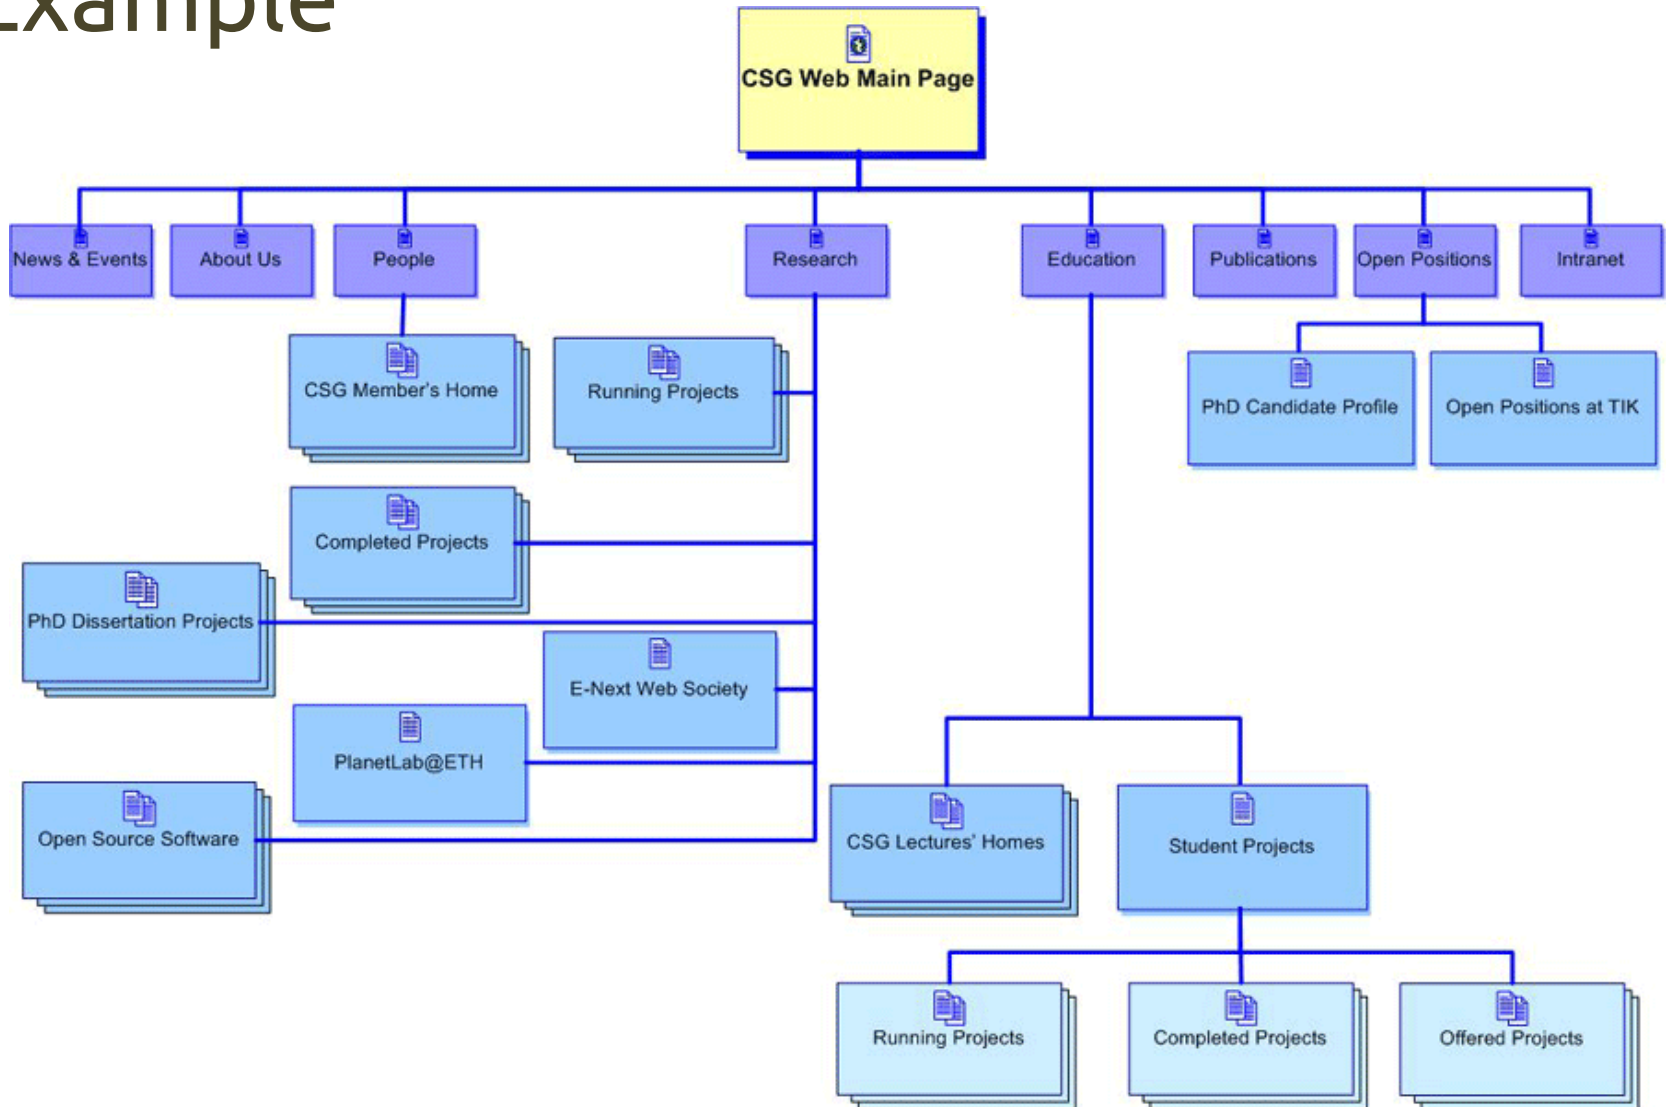 Example
CSG Web Main Page
News & Events
About Us
People
Research
Education
Publications
Open Positions
Intranet
CSG Member's Home
Running Projects
PhD Candidate Profile
Open Positions at TIK
Completed Projects
PhD Dissertation Projects
E-Next Web Society
PlanetLab@ETH
Open Source Software
CSG Lectures' Homes
Student Projects
Running Projects
Completed Projects
Offered Projects